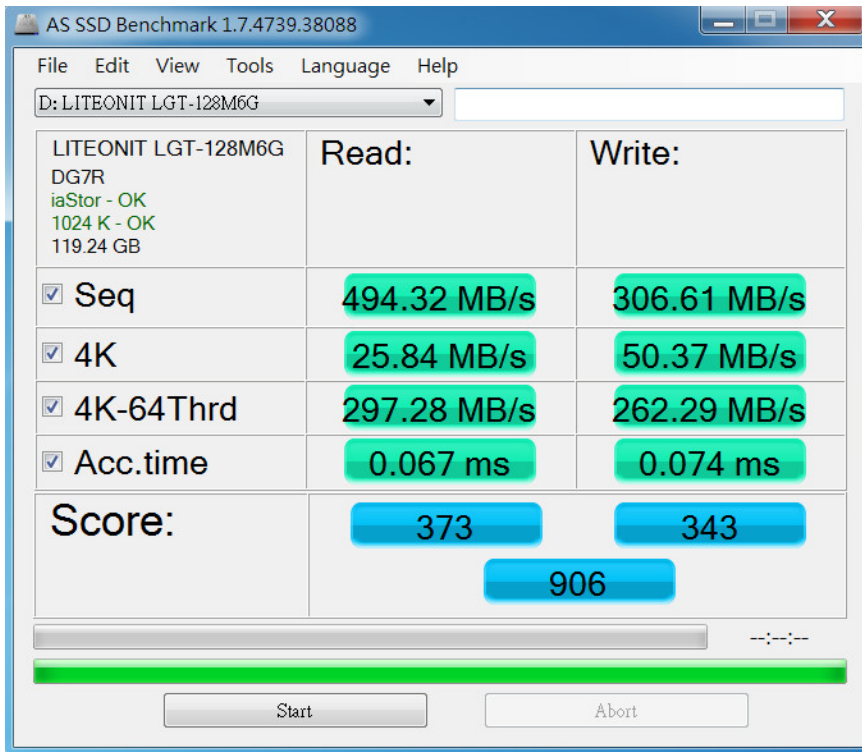 AS SSD Benchmark 1.7.4739.38088
File Edit View Tools Language Help
D: LITEONIT LGT-128M6G
LITEONIT LGT-128M6G
DG7R
iaStor - OK
1024 K - OK
119.24 GB
Read: Write:
Seq 494.32 MB/s 306.61 MB/s
4K 25.84 MB/s 50.37 MB/s
4K-64Thrd 297.28 MB/s 262.29 MB/s
Acc.time 0.067 ms 0.074 ms
Score: 373 343
906
--:--:--
Start Abort